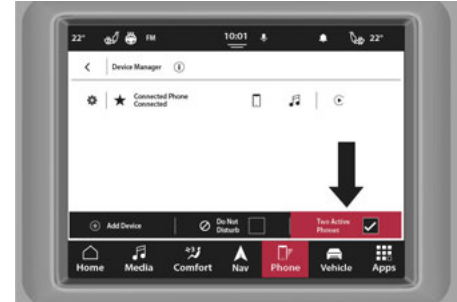 22° FM 10:01 22°
Device Manager
Connected Phone
Connected
Add Device
Do Not
Disturb
Two Active
Phones
Home Media Comfort Nav Phone Vehicle Apps